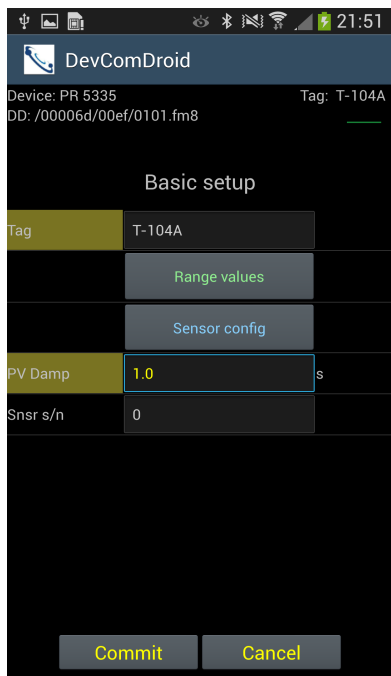 21:51
DevComDroid
Device: PR 5335 Tag: T-104A
DD: /00006d/00ef/0101.fm8
Basic setup
Tag T-104A
Range values
Sensor config
PV Damp 1.0 s
Snsr s/n 0
Commit Cancel